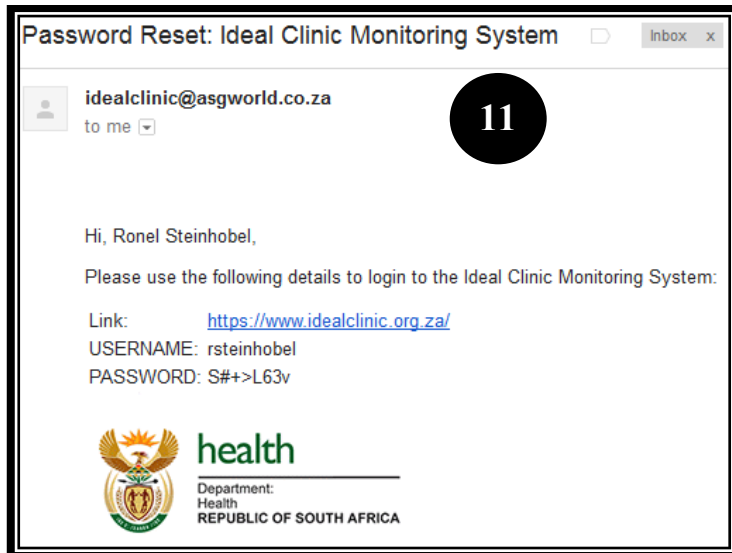 Password Reset: Ideal Clinic Monitoring System
Inbox x
idealclinic@asgworld.co.za
to me
11
Hi, Ronel Steinhobel,
Please use the following details to login to the Ideal Clinic Monitoring System:
Link: https://www.idealclinic.org.za/
USERNAME: rsteinhobel
PASSWORD: S#+>L63v
health
Department:
Health
REPUBLIC OF SOUTH AFRICA